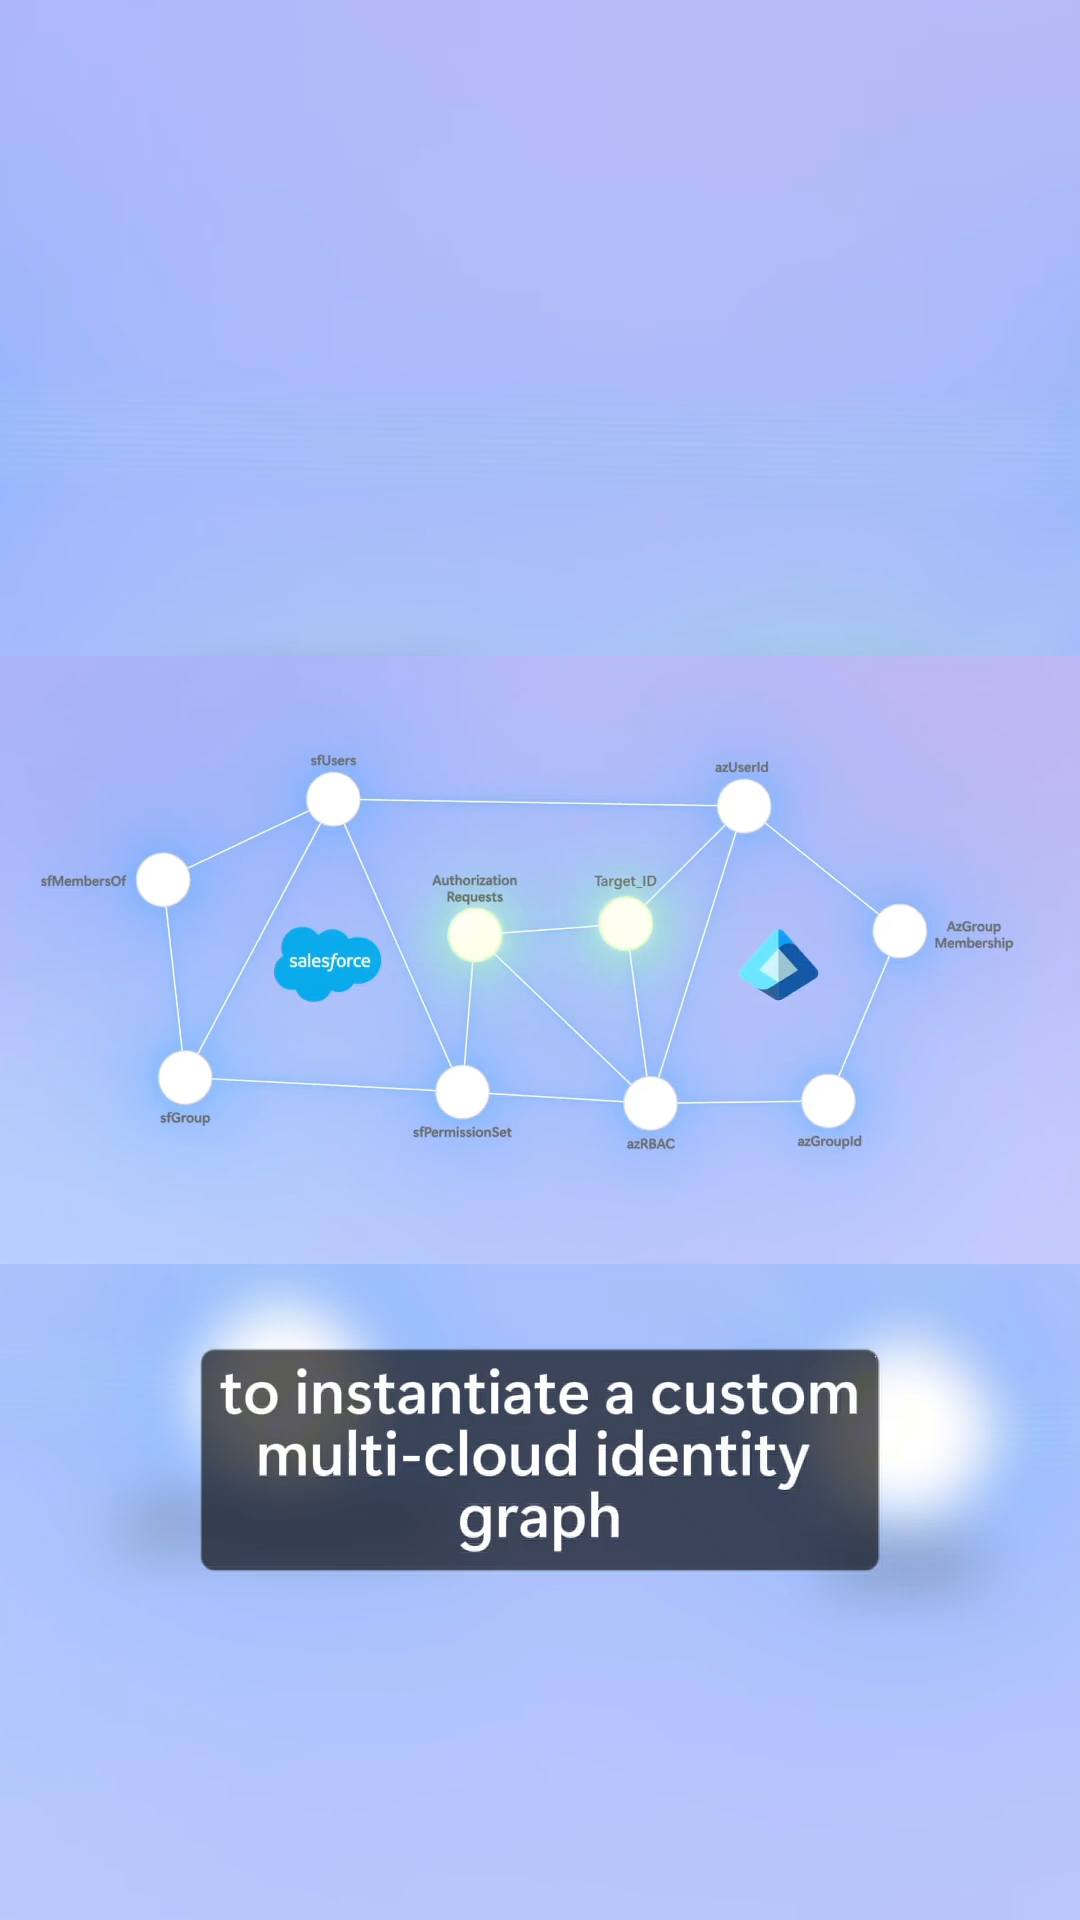 sfUsers
azUserId
sfMembersOf
Authorization
Requests
Target_ID
AzGroup
Membership
salesforce
sfGroup
sfPermissionSet
azRBAC
azGroupId
to instantiate a custom
multi-cloud identity
graph